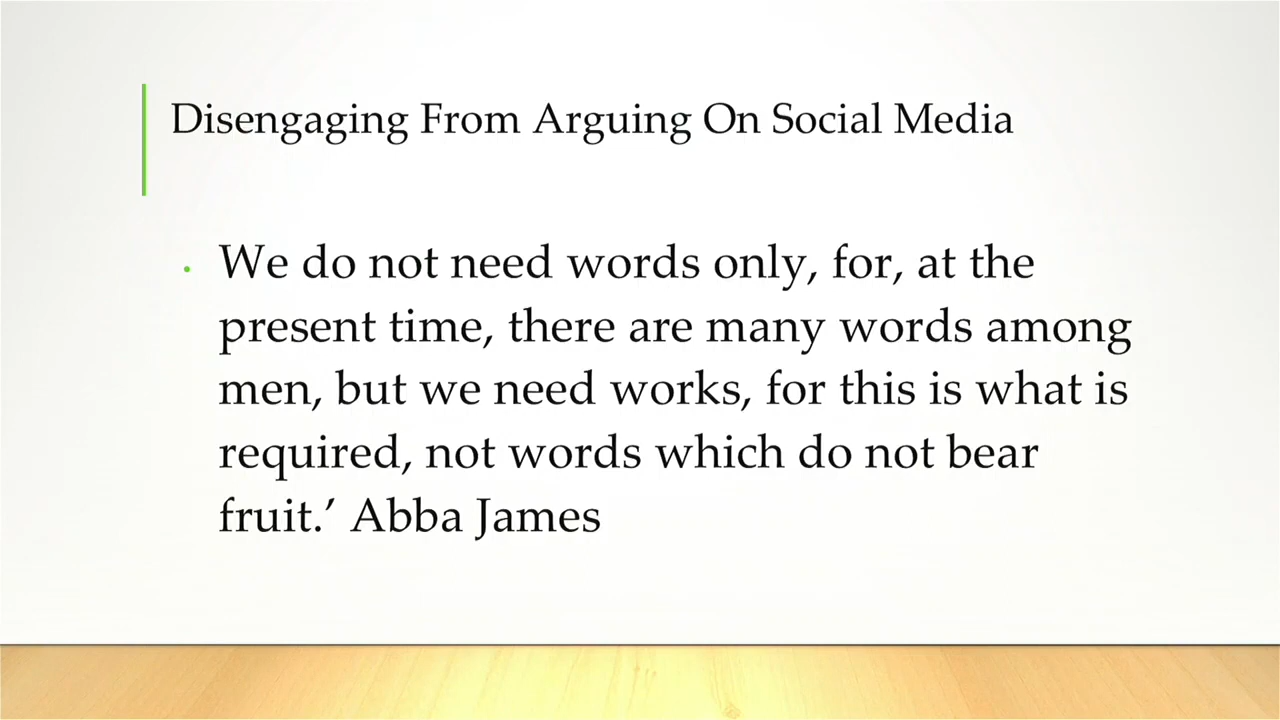 Disengaging From Arguing On Social Media
• We do not need words only, for, at the
present time, there are many words among
men, but we need works, for this is what is
required, not words which do not bear
fruit.’ Abba James